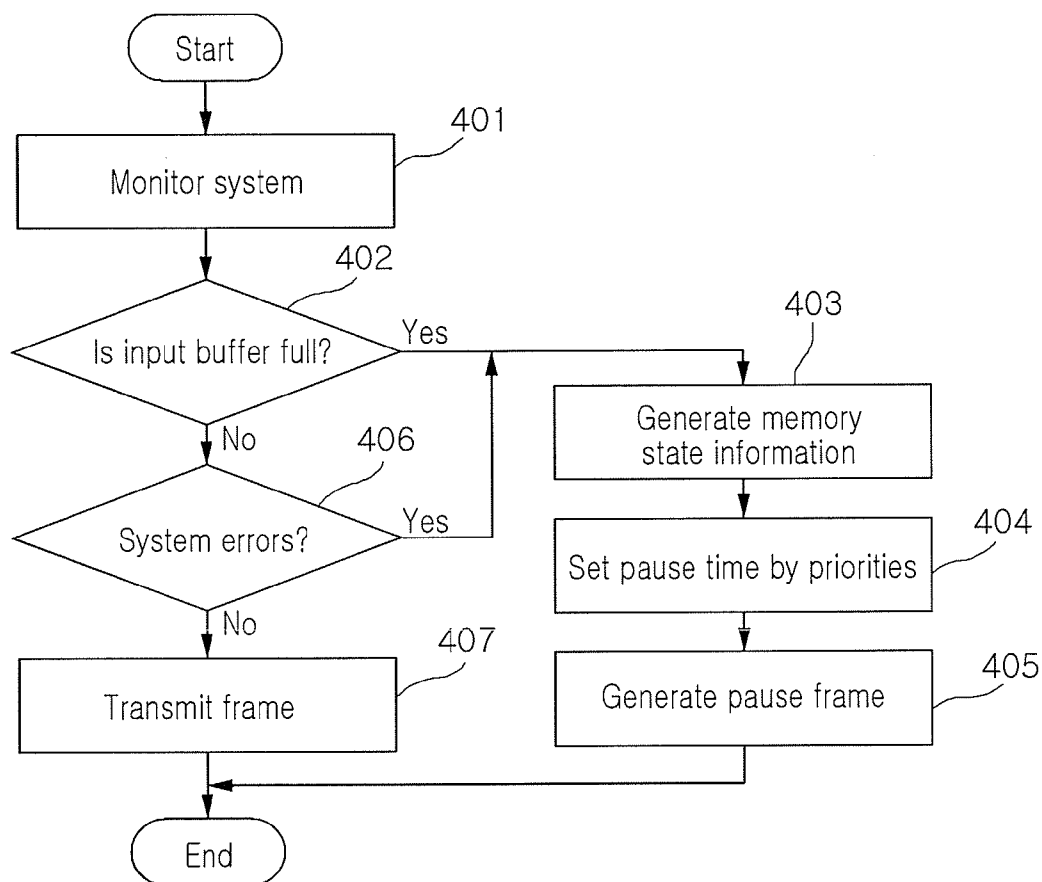 Start
401
Monitor system
402
Is input buffer full?
Yes
403
Generate memory
state information
No
406
System errors?
Yes
404
Set pause time by priorities
No
407
Transmit frame
405
Generate pause frame
End